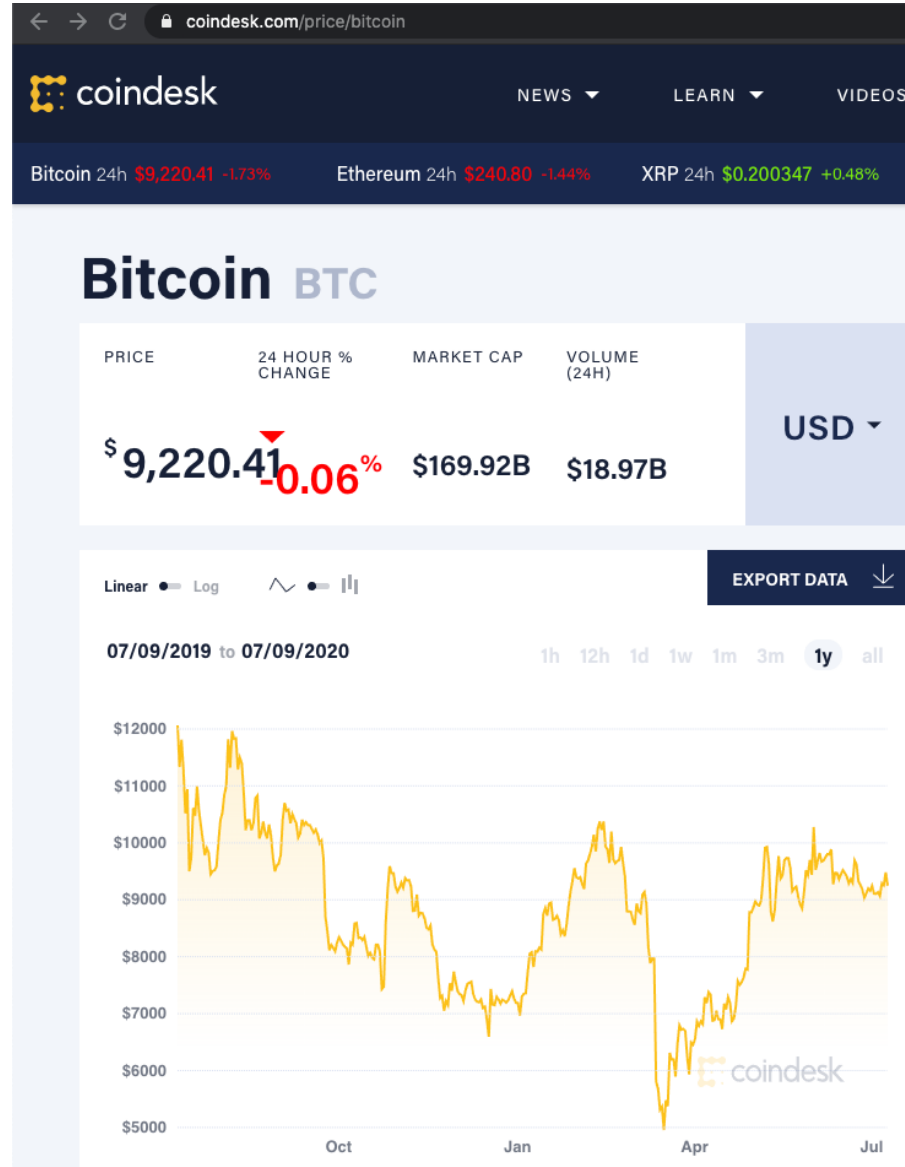 coindesk.com/price/bitcoin
coindesk NEWS LEARN VIDEOS
Bitcoin 24h $9,220.41 -1.73% Ethereum 24h $240.80 -1.44% XRP 24h $0.200347 +0.48%
Bitcoin BTC
PRICE 24 HOUR % CHANGE MARKET CAP VOLUME (24H)
$9,220.41 -0.06% $169.92B $18.97B USD
Linear Log EXPORT DATA
07/09/2019 to 07/09/2020 1h 12h 1d 1w 1m 3m 1y all
$12000
$11000
$10000
$9000
$8000
$7000
$6000
coindesk
$5000
Oct Jan Apr Jul